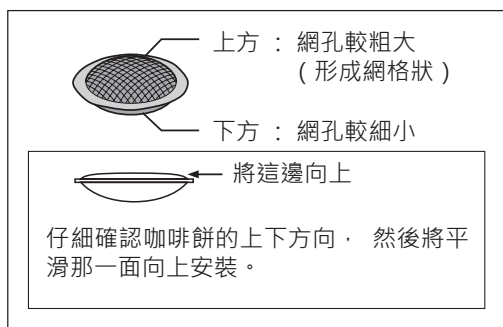 上方 : 網孔較粗大
( 形成網格狀 )
下方 : 網孔較細小
將這邊向上
仔細確認咖啡餅的上下方向， 然後將平
滑那一面向上安裝。